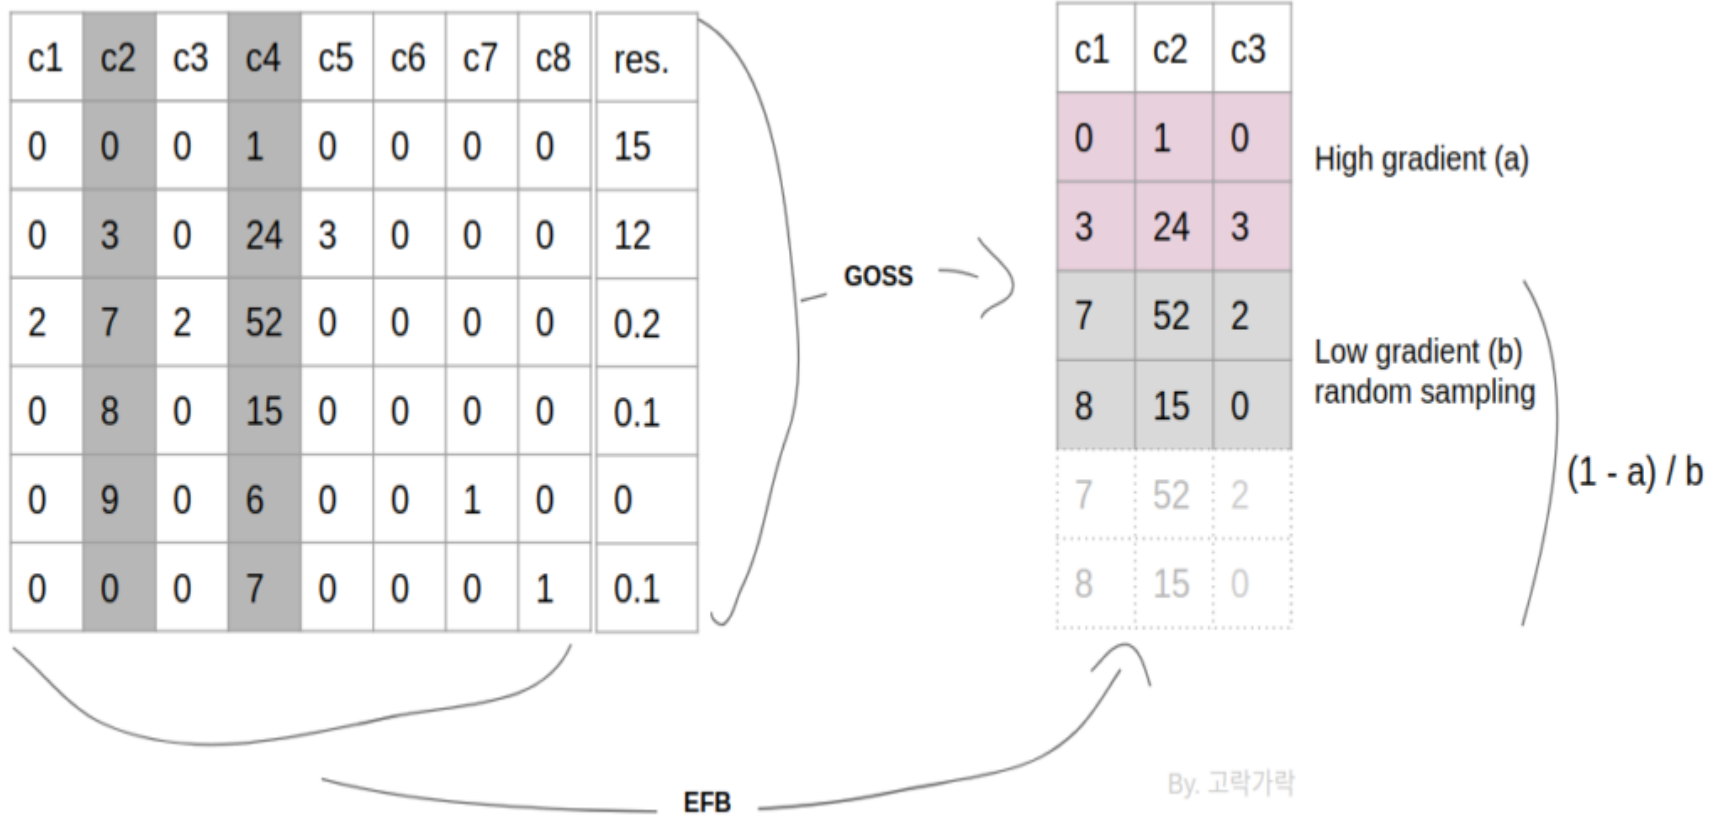 c1 c2 c3 c4 c5 c6 c7 c8 res.
0 0 0 1 0 0 0 0 15
0 3 0 24 3 0 0 0 12
2 7 2 52 0 0 0 0 0.2
0 8 0 15 0 0 0 0 0.1
0 9 0 6 0 0 1 0 0
0 0 0 7 0 0 0 1 0.1
GOSS
EFB
c1 c2 c3
0 1 0
3 24 3
7 52 2
8 15 0
7 52 2
8 15 0
High gradient (a)
Low gradient (b)
random sampling
(1 - a) / b
By. 고락가락